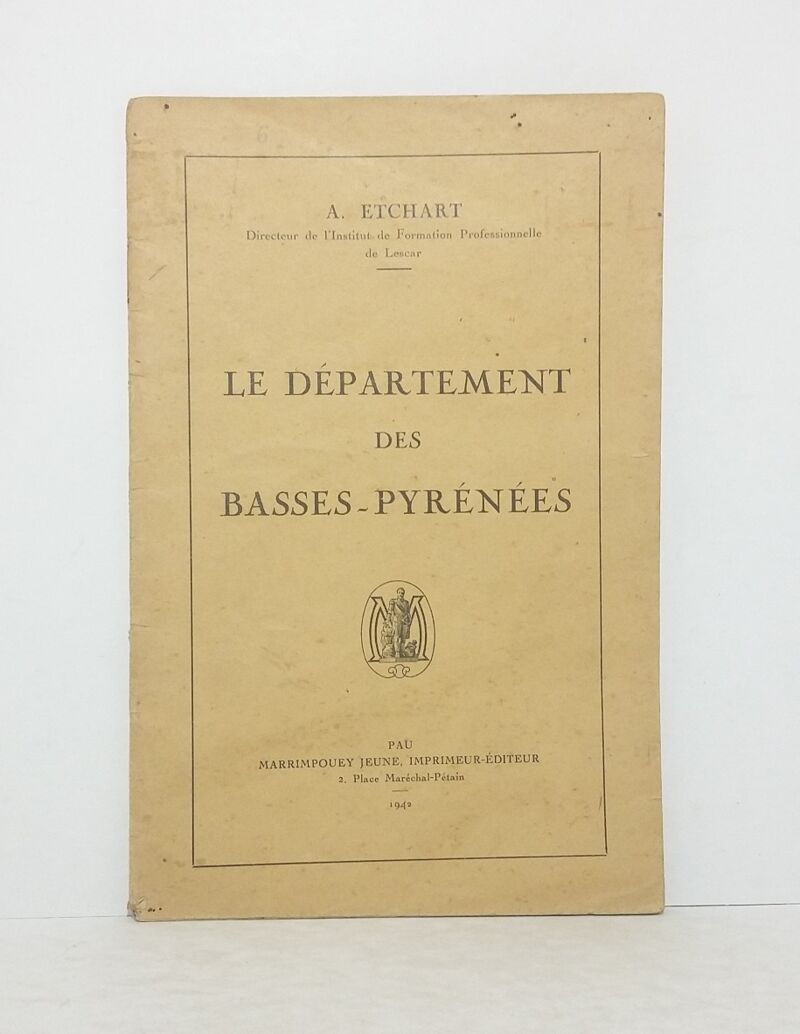 A. ETCHART
Directeur de l'Institut de Formation Professionnelle
de Lescar
LE DÉPARTEMENT
DES
BASSES-PYRÉNÉES
M
PAU
MARRIMPOUEY JEUNE, IMPRIMEUR-ÉDITEUR
2, Place Maréchal-Pétain
1942